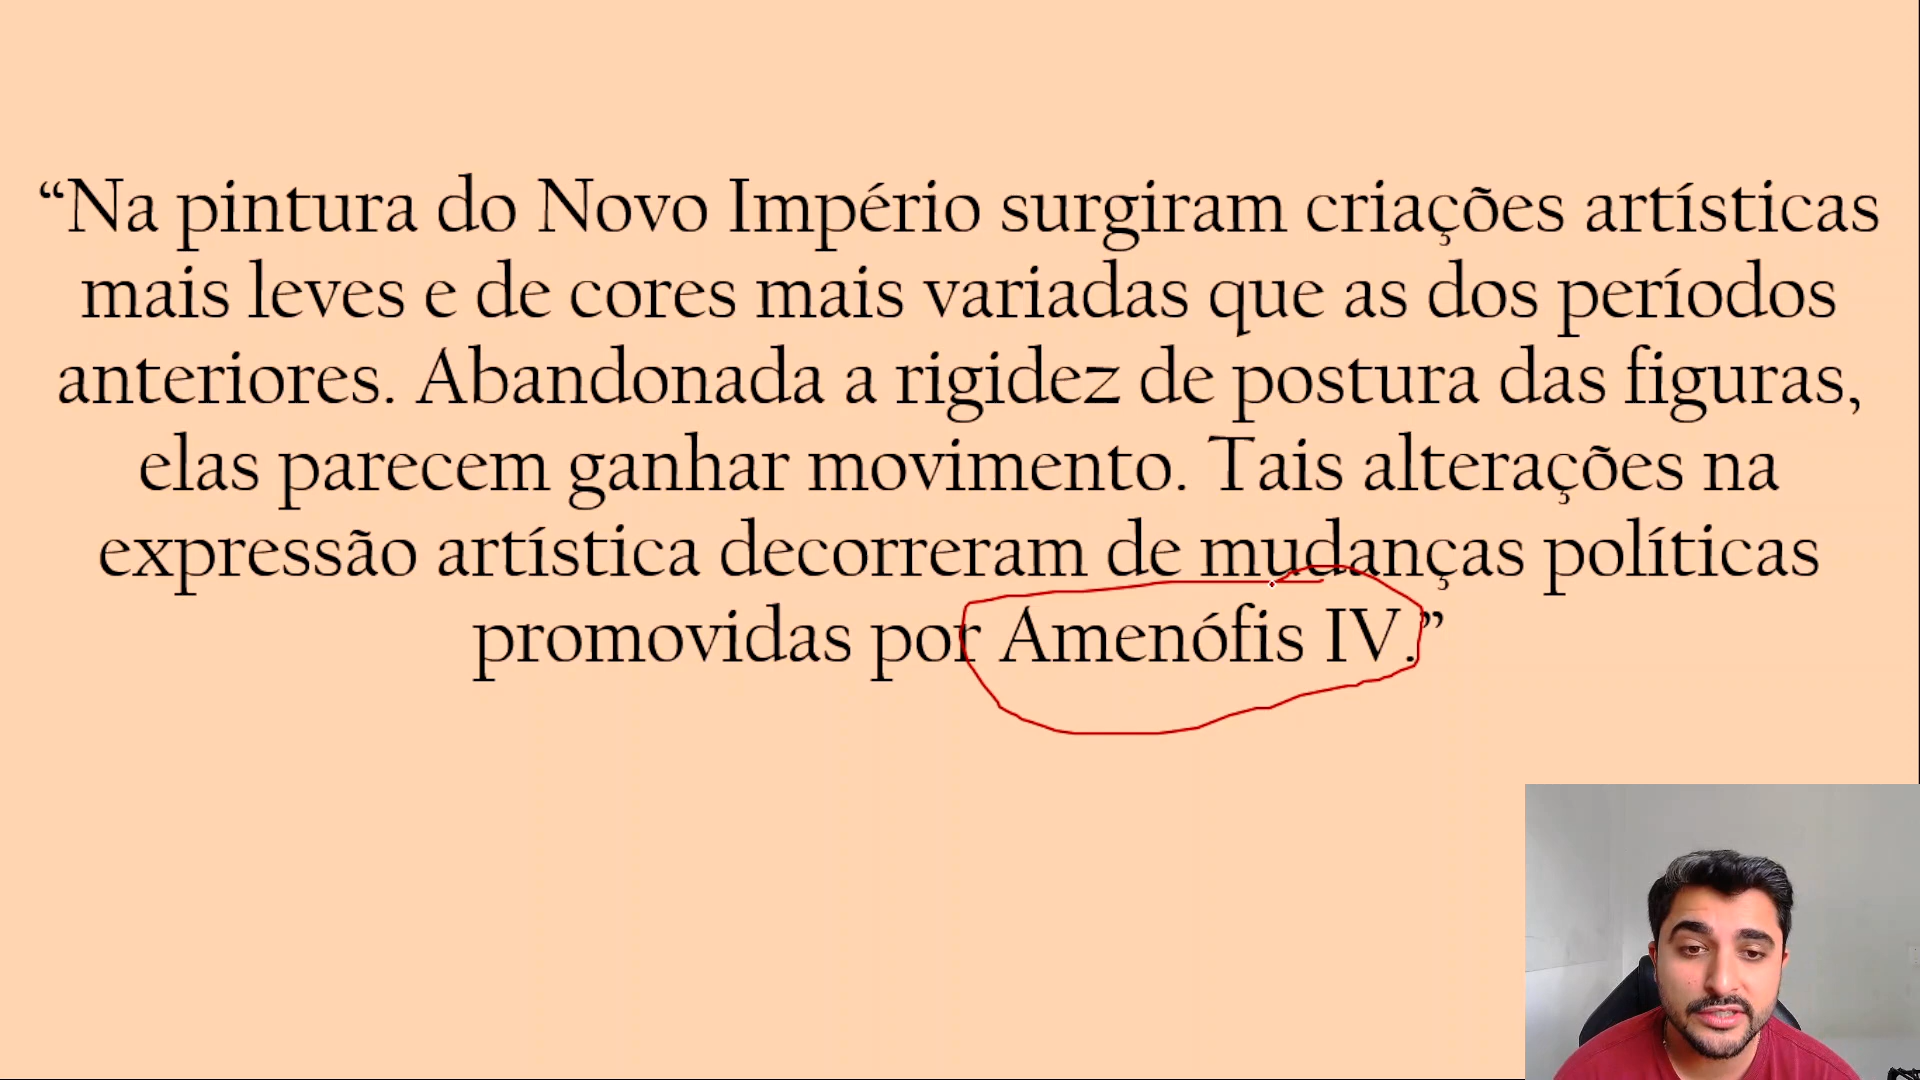 “Na pintura do Novo Império surgiram criações artísticas
mais leves e de cores mais variadas que as dos períodos
anteriores. Abandonada a rigidez de postura das figuras,
elas parecem ganhar movimento. Tais alterações na
expressão artística decorreram de mudanças políticas
promovidas por Amenófis IV.”